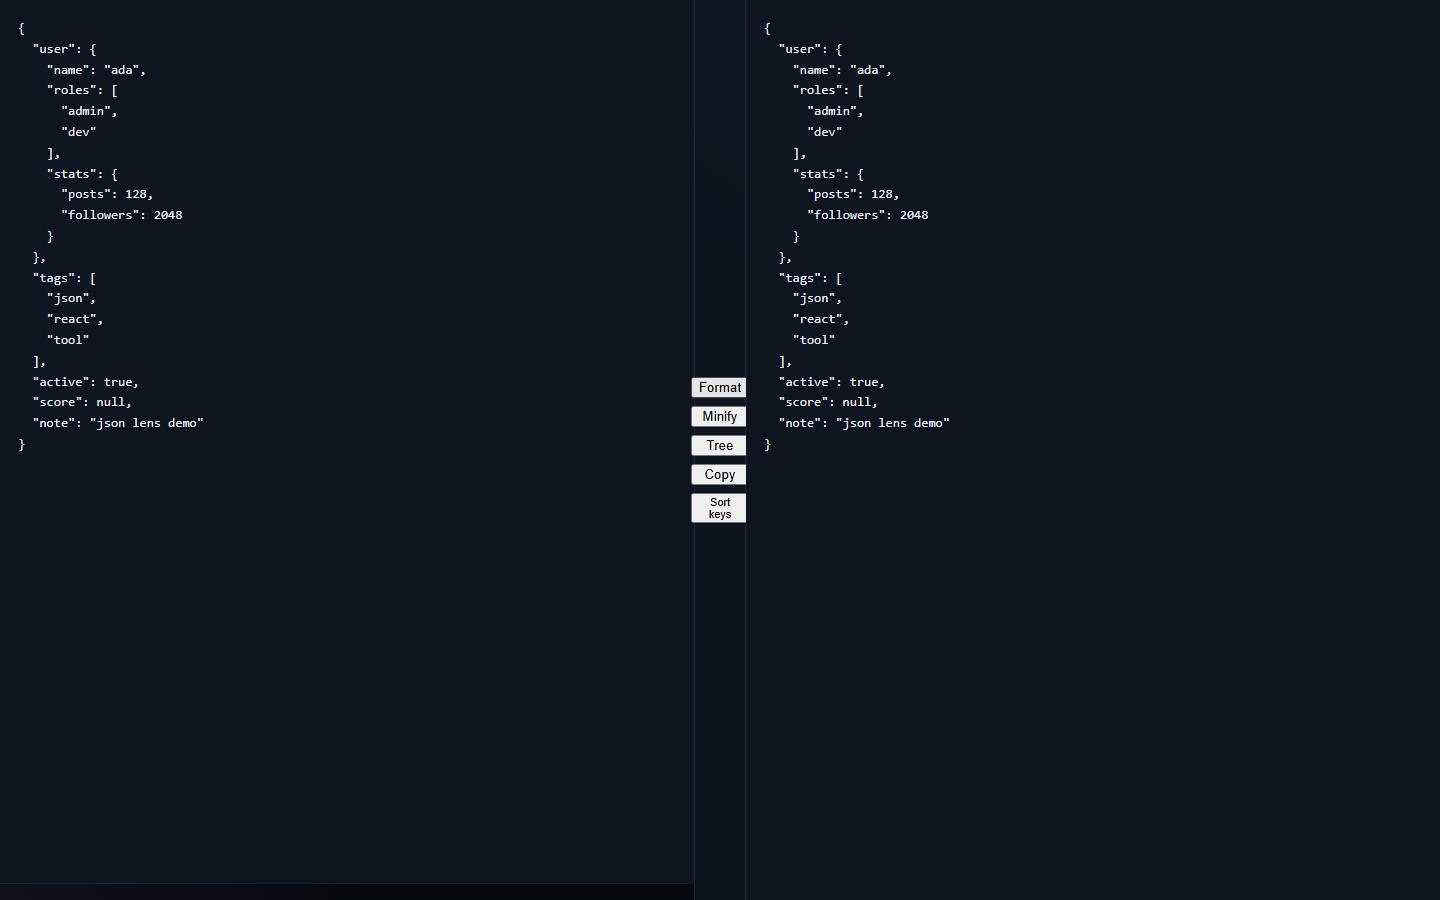 {
  "user": {
    "name": "ada",
    "roles": [
      "admin",
      "dev"
    ],
    "stats": {
      "posts": 128,
      "followers": 2048
    }
  },
  "tags": [
    "json",
    "react",
    "tool"
  ],
  "active": true,
  "score": null,
  "note": "json lens demo"
}
Format
Minify
Tree
Copy
Sort
keys
{
  "user": {
    "name": "ada",
    "roles": [
      "admin",
      "dev"
    ],
    "stats": {
      "posts": 128,
      "followers": 2048
    }
  },
  "tags": [
    "json",
    "react",
    "tool"
  ],
  "active": true,
  "score": null,
  "note": "json lens demo"
}